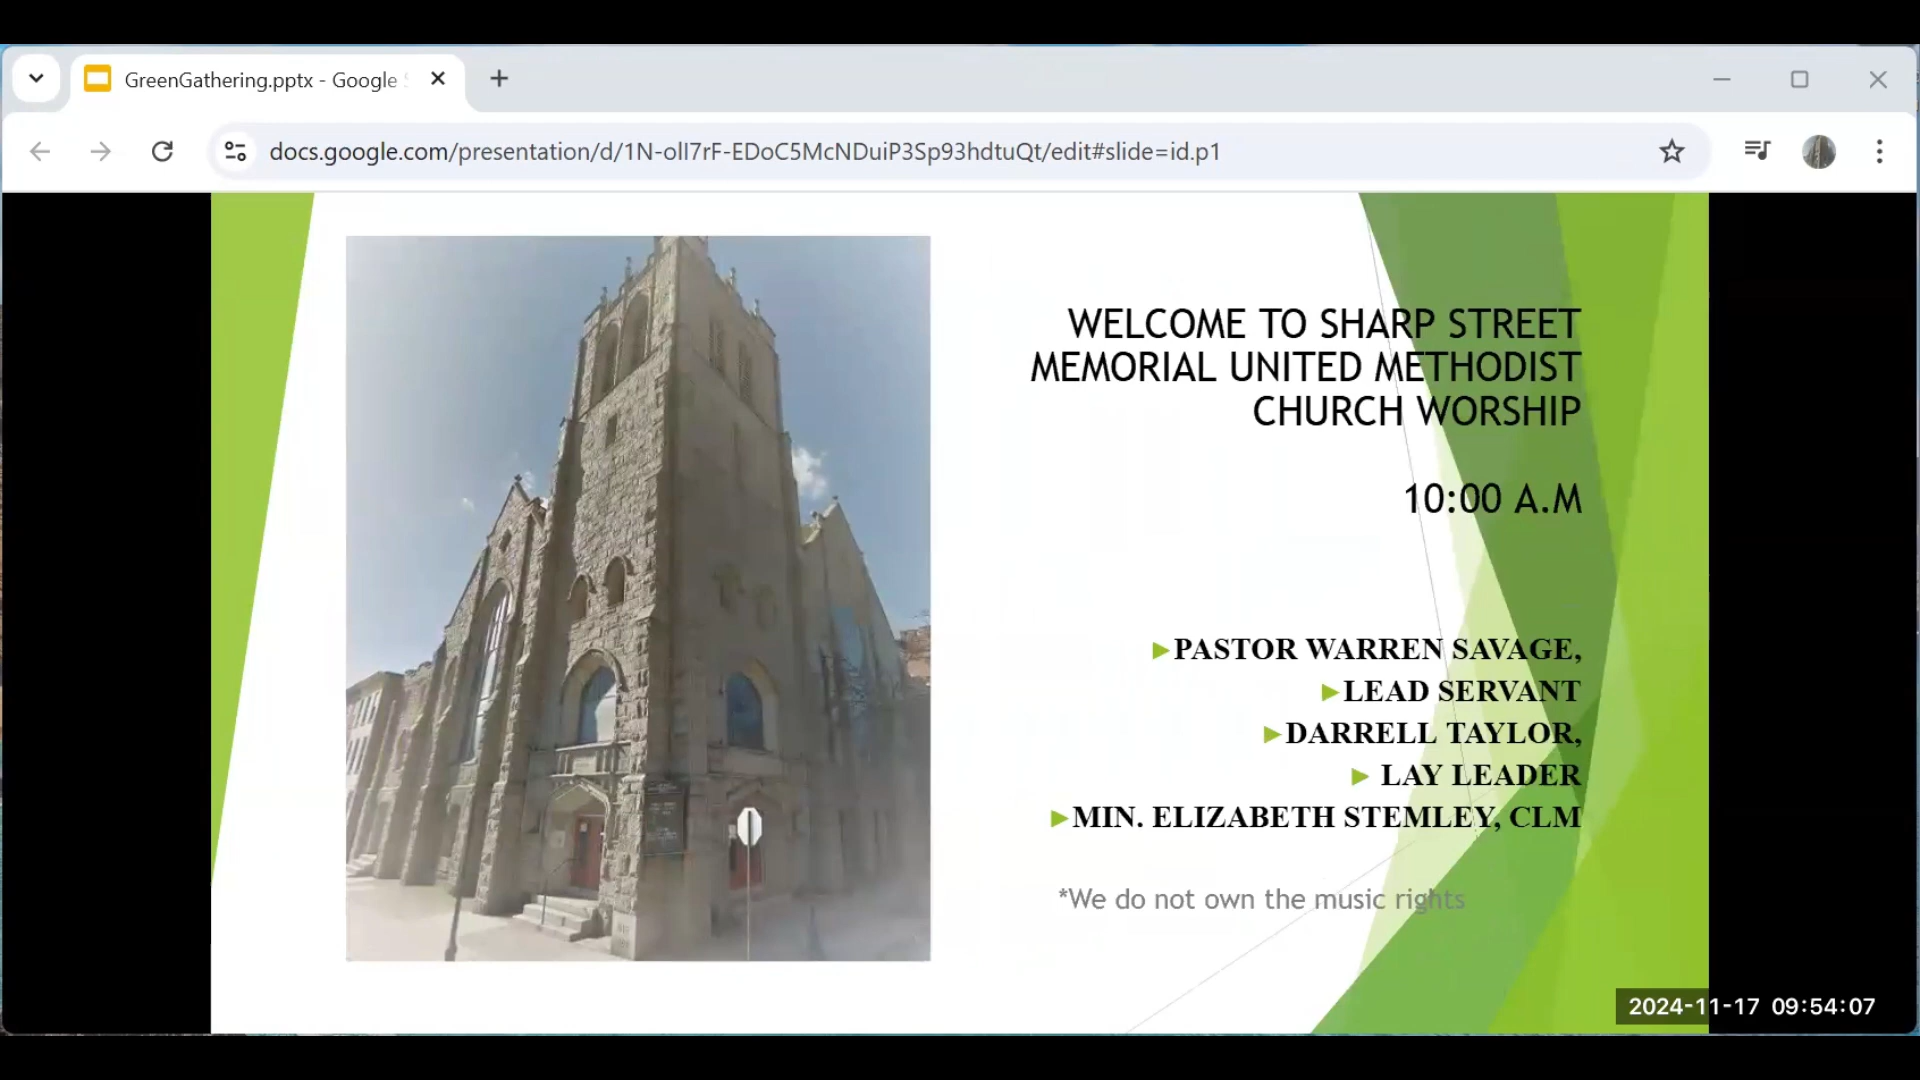 GreenGathering.pptx - Google
docs.google.com/presentation/d/1N-oll7rF-EDoC5McNDuiP3Sp93hdtuQt/edit#slide=id.p1
WELCOME TO SHARP STREET
MEMORIAL UNITED METHODIST
CHURCH WORSHIP
10:00 A.M
PASTOR WARREN SAVAGE,
LEAD SERVANT
DARRELL TAYLOR,
LAY LEADER
MIN. ELIZABETH STEMLEY, CLM
*We do not own the music rights
2024-11-17 09:54:07